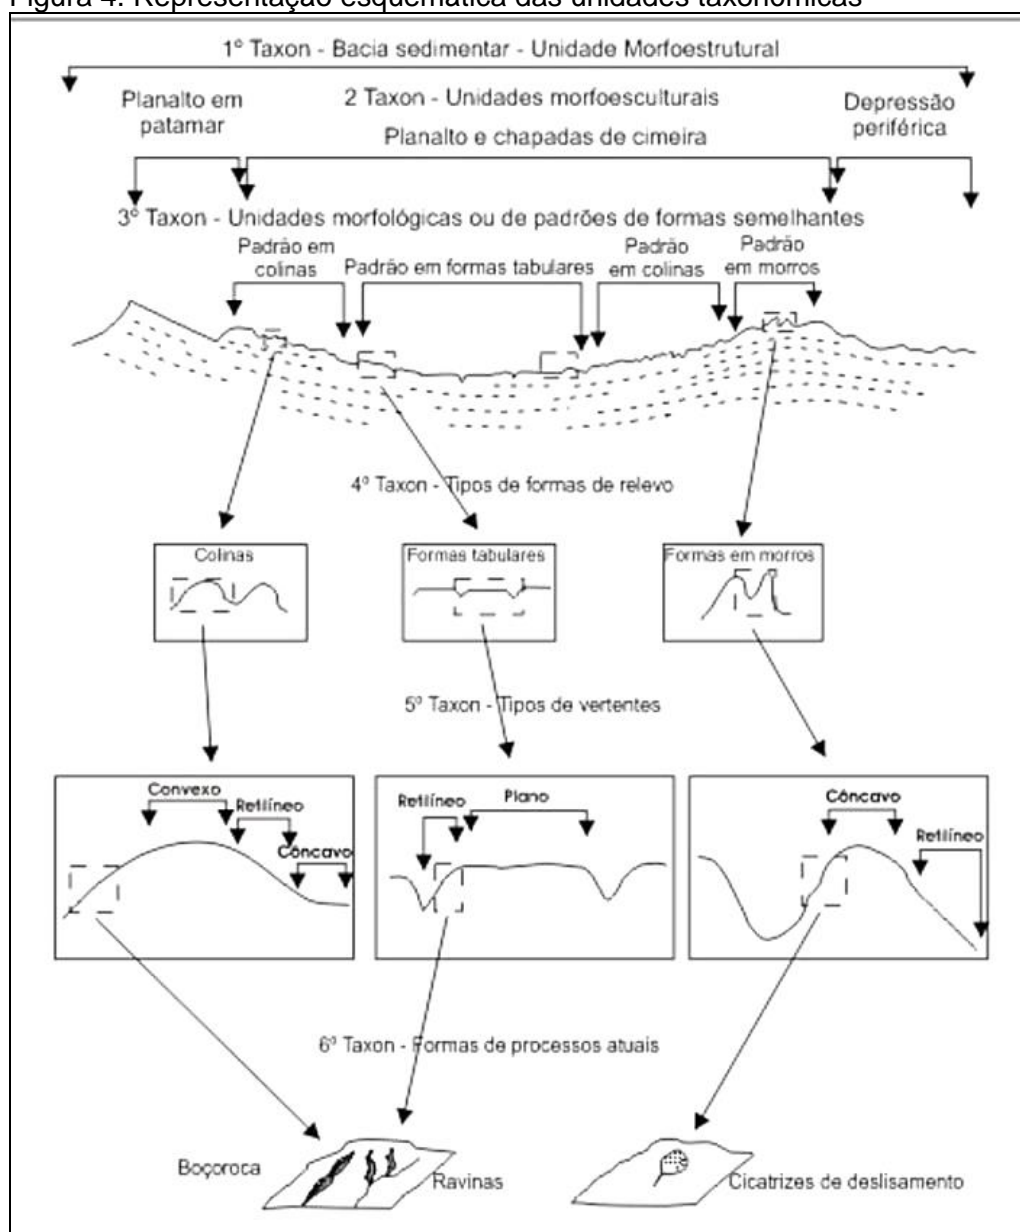 Figura 4: Representação esquemática das unidades taxonômicas
1º Taxon - Bacia sedimentar - Unidade Morfoestrutural
Planalto em
patamar
2 Taxon - Unidades morfoesculturais
Depressão
periférica
Planalto e chapadas de cimeira
3º Taxon - Unidades morfológicas ou de padrões de formas semelhantes
Padrão em
colinas
Padrão em formas tabulares
Padrão
em colinas
Padrão
em morros
4º Taxon - Tipos de formas de relevo
Colinas
Formas tabulares
Formas em morros
5º Taxon - Tipos de vertentes
Convexo
Retilíneo
Côncavo
Retilíneo
Plano
Côncavo
Retilíneo
6º Taxon - Formas de processos atuais
Boçoroca
Ravinas
Cicatrizes de deslisamento